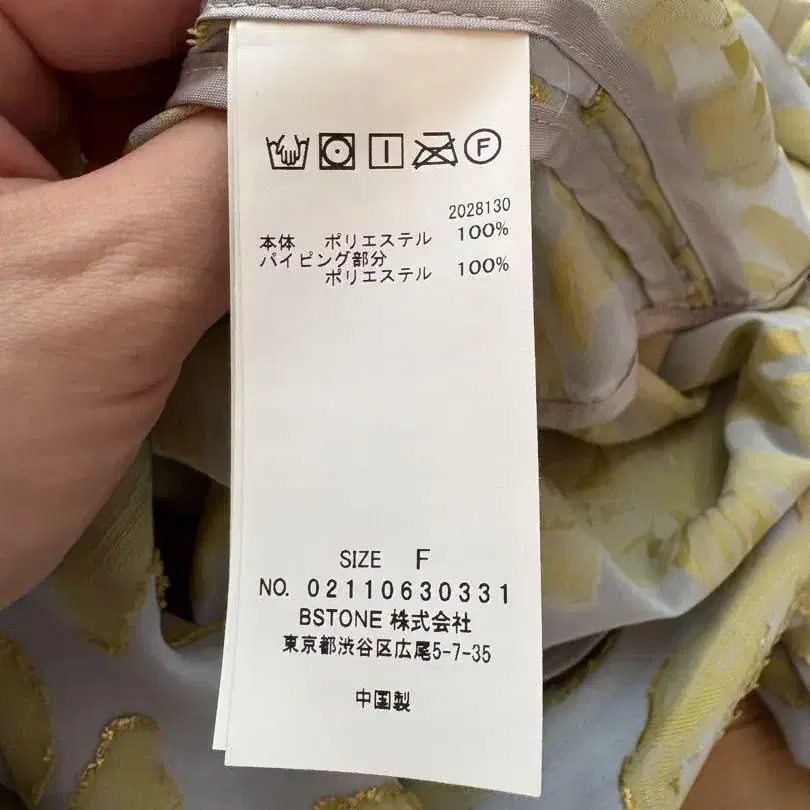 F
2028130
本体 ポリエステル 100%
パイピング部分
ポリエステル 100%
SIZE F
NO. 02110630331
BSTONE 株式会社
東京都渋谷区広尾5-7-35
中国製